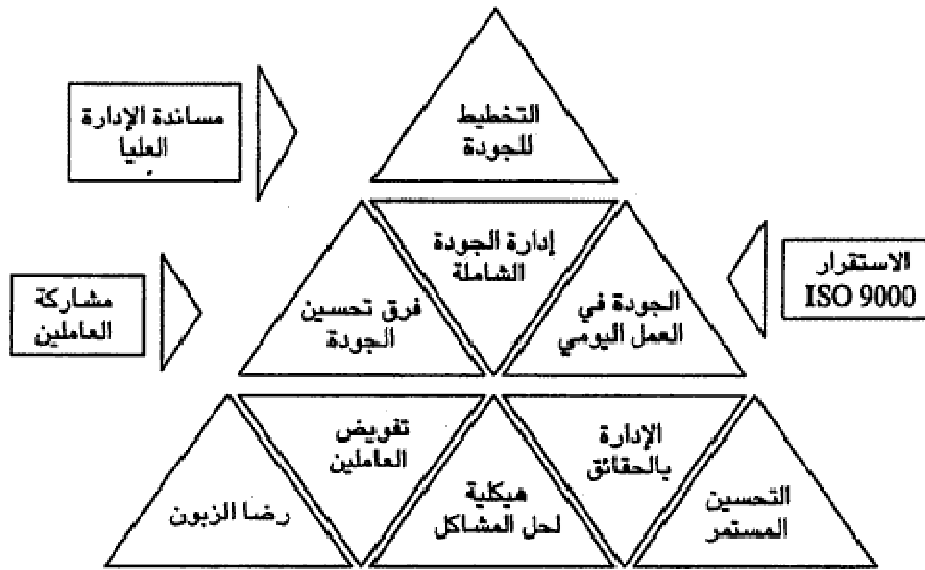 التخطيط
للجودة
مساندة الإدارة
العليا
إدارة الجودة
الشاملة
الاستقرار
ISO 9000
الجودة في
العمل اليومي
فرق تحسين
الجودة
مشاركة
العاملين
الإدارة
بالحقائق
تفويض
العاملين
التحسين
المستمر
هيكلية
لحل المشاكل
رضا الزبون